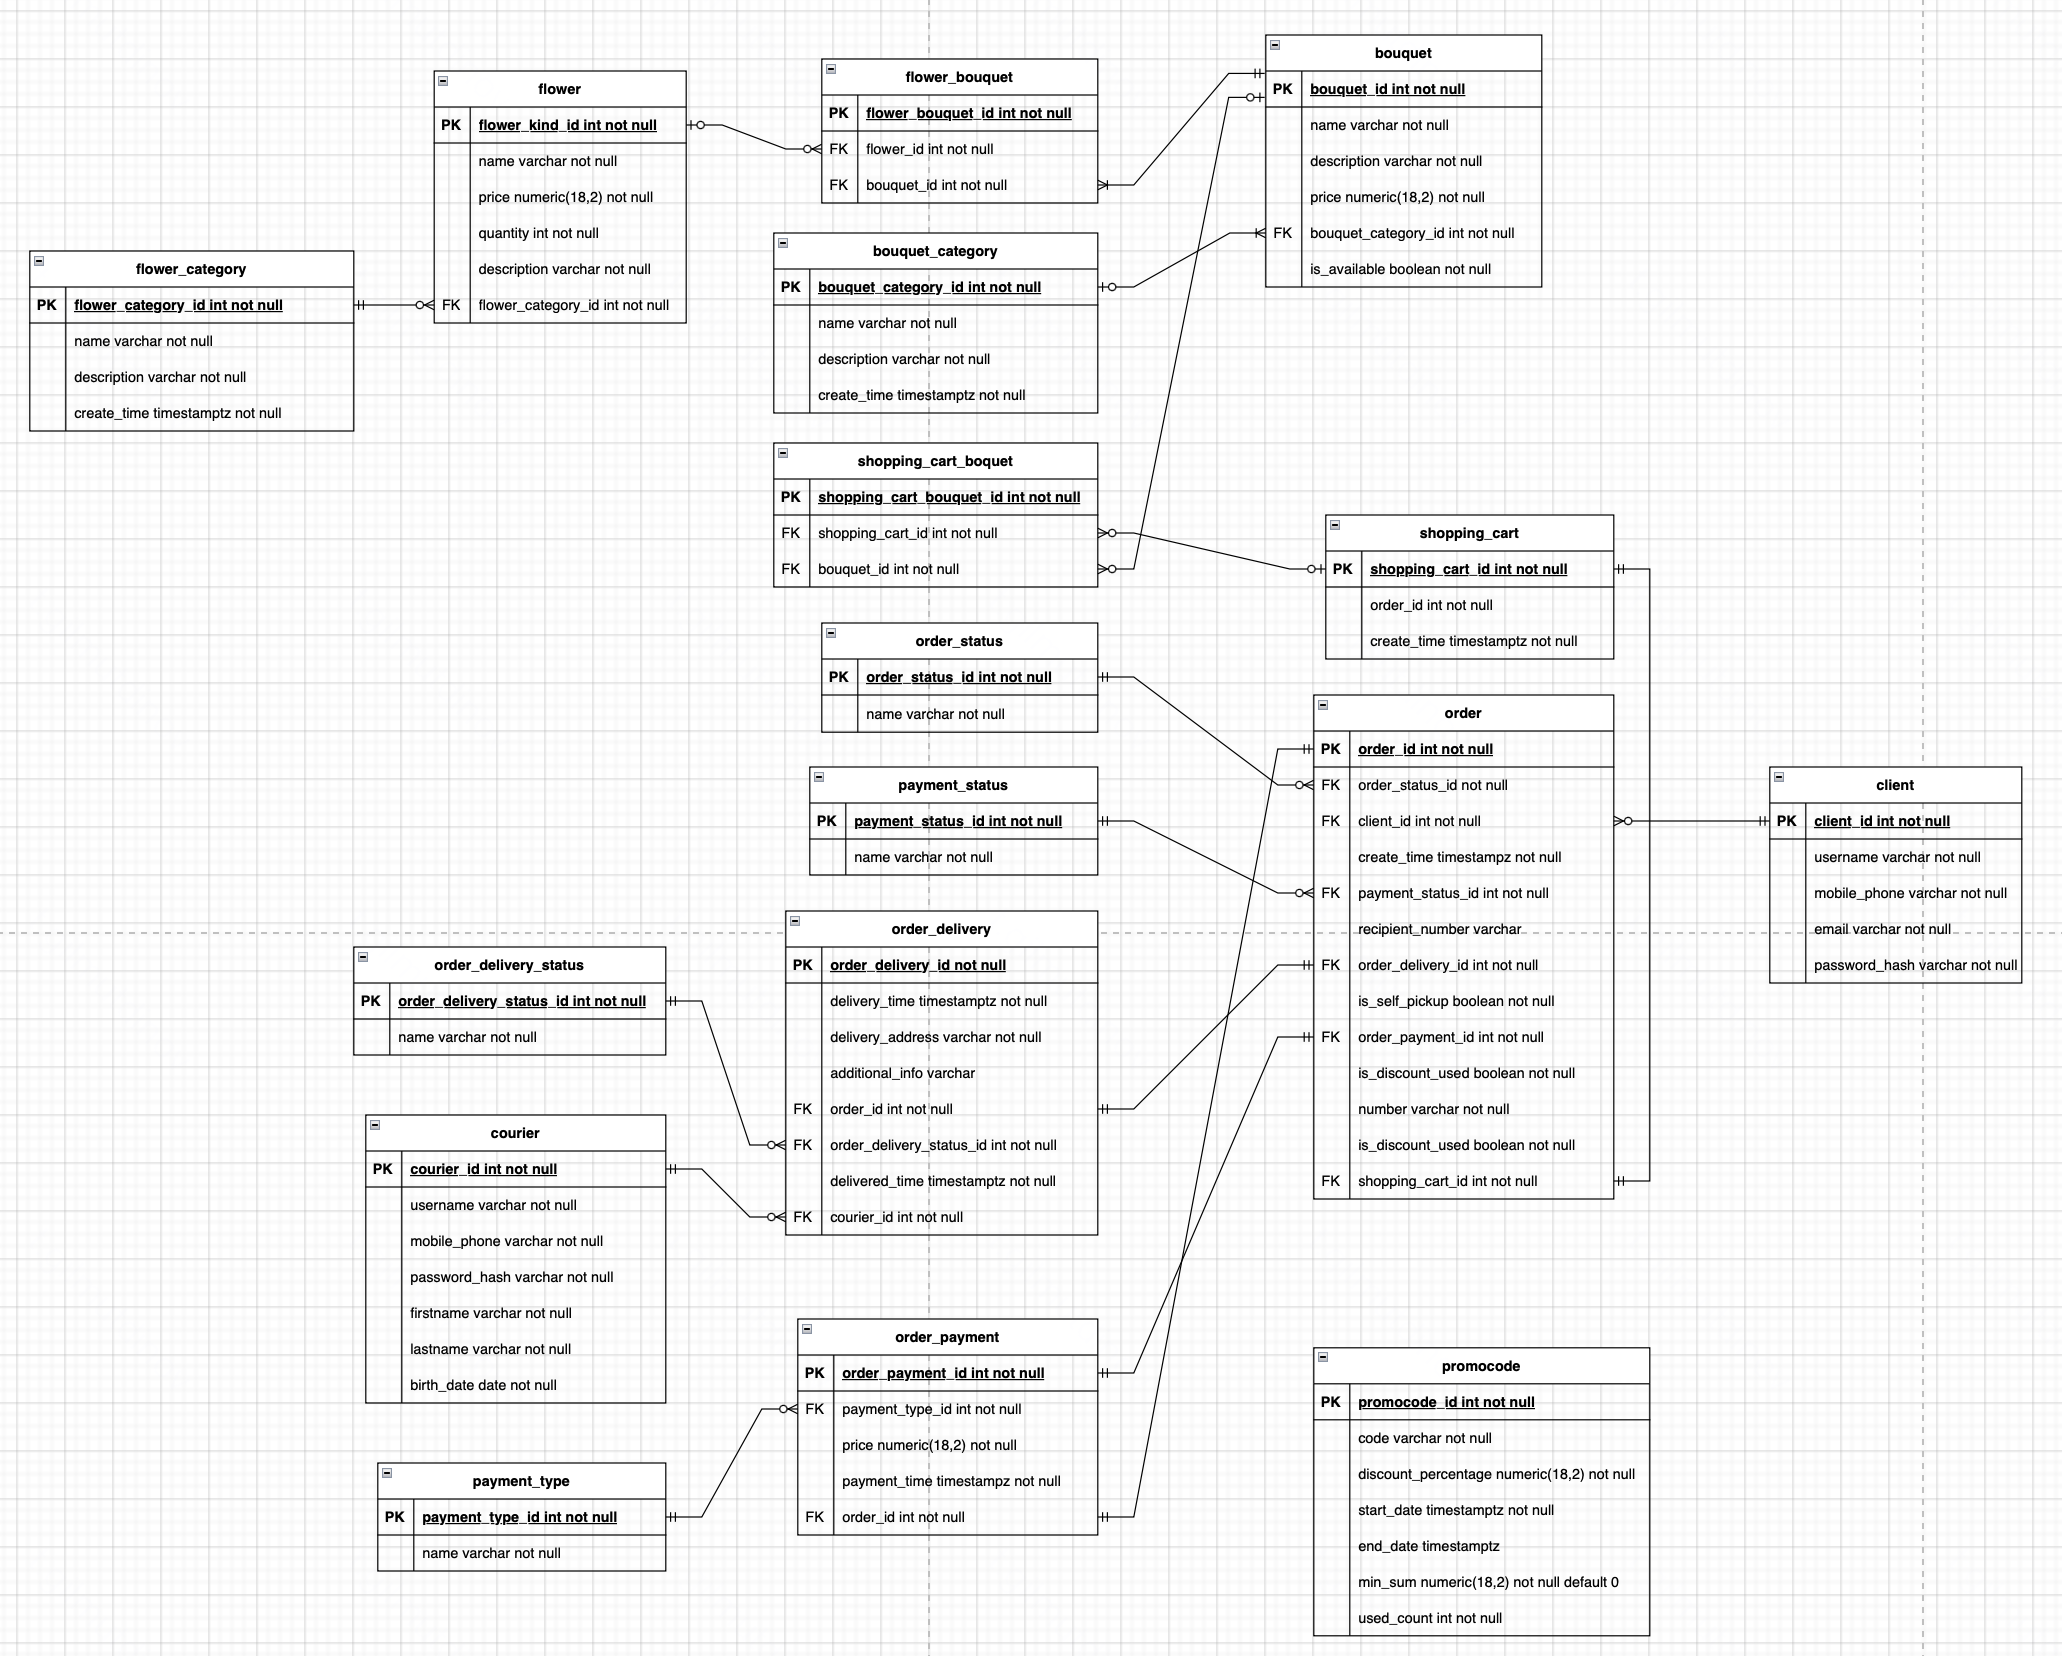 flower_category
PK flower_category_id int not null
name varchar not null
description varchar not null
create_time timestamptz not null
flower
PK flower_kind_id int not null
name varchar not null
price numeric(18,2) not null
quantity int not null
description varchar not null
FK flower_category_id int not null
flower_bouquet
PK flower_bouquet_id int not null
FK flower_id int not null
FK bouquet_id int not null
bouquet
PK bouquet_id int not null
name varchar not null
description varchar not null
price numeric(18,2) not null
FK bouquet_category_id int not null
is_available boolean not null
bouquet_category
PK bouquet_category_id int not null
name varchar not null
description varchar not null
create_time timestamptz not null
shopping_cart_boquet
PK shopping_cart_bouquet_id int not null
FK shopping_cart_id int not null
FK bouquet_id int not null
shopping_cart
PK shopping_cart_id int not null
order_id int not null
create_time timestamptz not null
order_status
PK order_status_id int not null
name varchar not null
payment_status
PK payment_status_id int not null
name varchar not null
order
PK order_id int not null
FK order_status_id not null
FK client_id int not null
create_time timestampz not null
FK payment_status_id int not null
recipient_number varchar
FK order_delivery_id int not null
is_self_pickup boolean not null
FK order_payment_id int not null
is_discount_used boolean not null
number varchar not null
is_discount_used boolean not null
FK shopping_cart_id int not null
client
PK client_id int not null
username varchar not null
mobile_phone varchar not null
email varchar not null
password_hash varchar not null
order_delivery
PK order_delivery_id not null
delivery_time timestamptz not null
delivery_address varchar not null
additional_info varchar
FK order_id int not null
FK order_delivery_status_id int not null
delivered_time timestamptz not null
FK courier_id int not null
order_delivery_status
PK order_delivery_status_id int not null
name varchar not null
courier
PK courier_id int not null
username varchar not null
mobile_phone varchar not null
password_hash varchar not null
firstname varchar not null
lastname varchar not null
birth_date date not null
order_payment
PK order_payment_id int not null
FK payment_type_id int not null
price numeric(18,2) not null
payment_time timestampz not null
FK order_id int not null
payment_type
PK payment_type_id int not null
name varchar not null
promocode
PK promocode_id int not null
code varchar not null
discount_percentage numeric(18,2) not null
start_date timestamptz not null
end_date timestamptz
min_sum numeric(18,2) not null default 0
used_count int not null